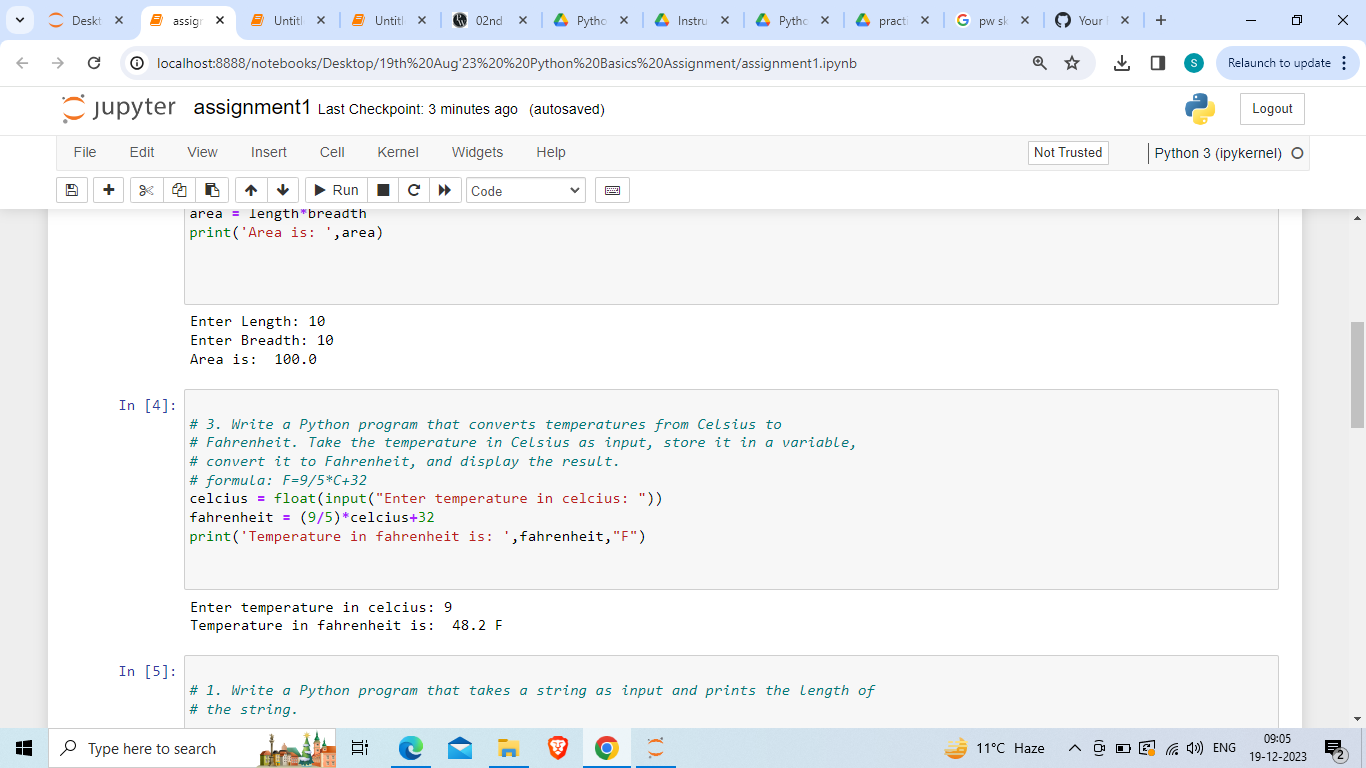 Deskt
assign
Untitl
Untitl
02nd
Pytho
Instru
Pytho
practi
pw sk
Your
localhost:8888/notebooks/Desktop/19th%20Aug'23%20%20Python%20Basics%20Assignment/assignment1.ipynb
S
Relaunch to update
jupyter assignment1 Last Checkpoint: 3 minutes ago (autosaved)
Logout
File Edit View Insert Cell Kernel Widgets Help
Not Trusted
Python 3 (ipykernel)
Run
Code
area = length*breadth
print('Area is: ',area)
Enter Length: 10
Enter Breadth: 10
Area is:  100.0
In [4]:
# 3. Write a Python program that converts temperatures from Celsius to
# Fahrenheit. Take the temperature in Celsius as input, store it in a variable,
# convert it to Fahrenheit, and display the result.
# formula: F=9/5*C+32
celcius = float(input("Enter temperature in celcius: "))
fahrenheit = (9/5)*celcius+32
print('Temperature in fahrenheit is: ',fahrenheit,"F")
Enter temperature in celcius: 9
Temperature in fahrenheit is:  48.2 F
In [5]:
# 1. Write a Python program that takes a string as input and prints the length of
# the string.
Type here to search
11°C Haze
ENG
09:05
19-12-2023
2